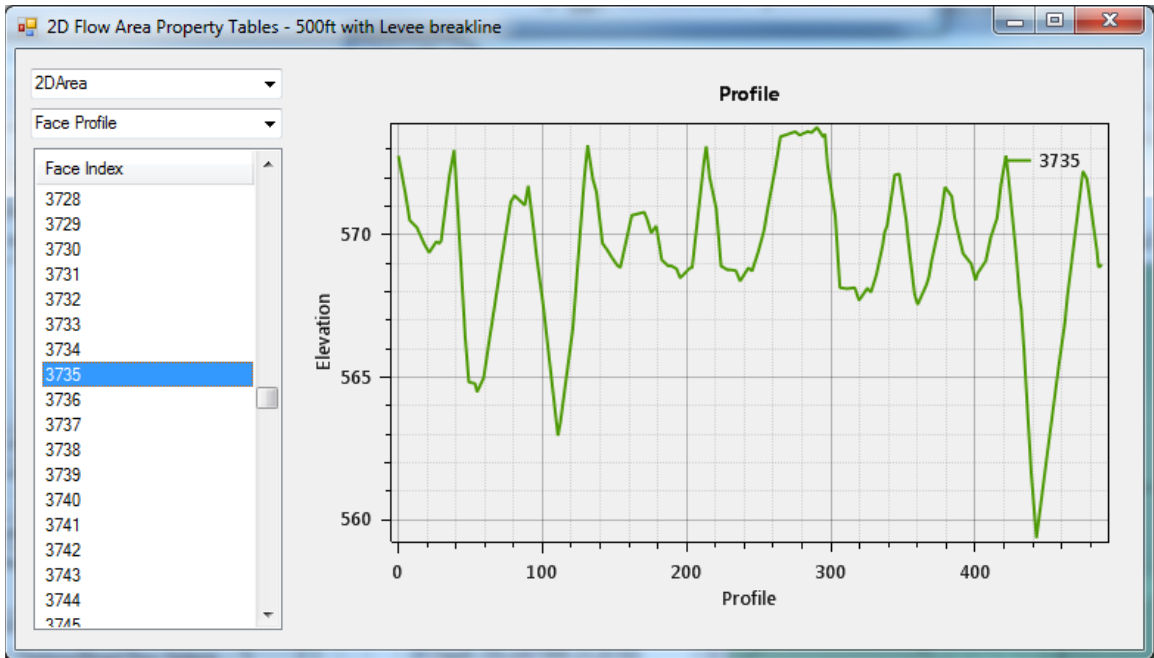 2D Flow Area Property Tables - 500ft with Levee breakline
2DArea
Face Profile
Face Index
3728
3729
3730
3731
3732
3733
3734
3735
3736
3737
3738
3739
3740
3741
3742
3743
3744
3745
Profile
3735
570
565
560
Elevation
0 100 200 300 400
Profile